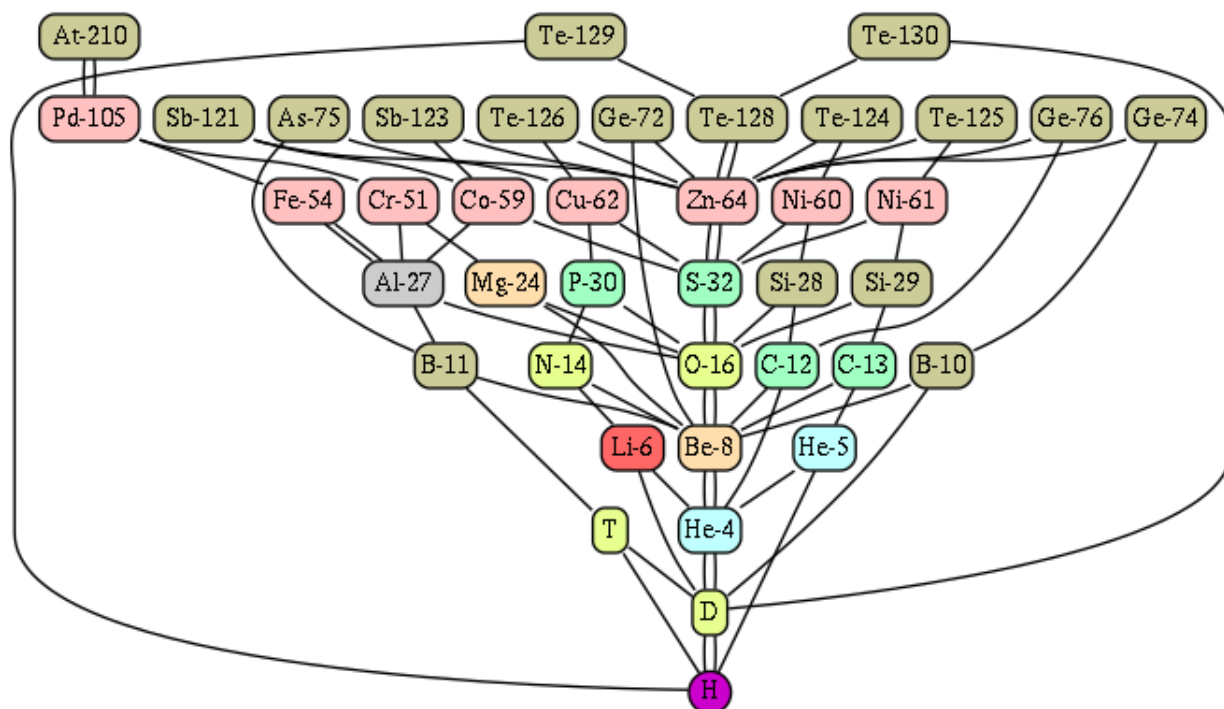 At-210 Te-129 Te-130
Pd-105 Sb-121 As-75 Sb-123 Te-126 Ge-72 Te-128 Te-124 Te-125 Ge-76 Ge-74
Fe-54 Cr-51 Co-59 Cu-62 Zn-64 Ni-60 Ni-61
Al-27 Mg-24 P-30 S-32 Si-28 Si-29
B-11 N-14 O-16 C-12 C-13 B-10
Li-6 Be-8 He-5
T He-4
D
H